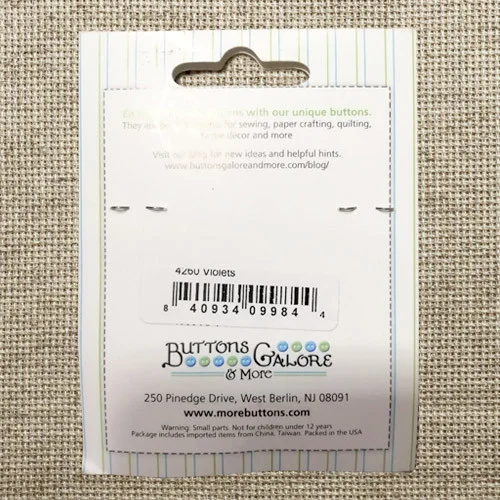 with our unique buttons.
They are for sewing, paper crafting, quilting,
decor and more
Visit our blog for new ideas and helpful hints.
www.buttonsgaloreandmore.com/blog/
4260 Violets
8 40934 09984 4
BUTTONS GALORE
& More
250 Pinedge Drive, West Berlin, NJ 08091
www.morebuttons.com
Warning: Small parts. Not for children under 12 years
Package includes imported items from China, Taiwan. Packed in the USA